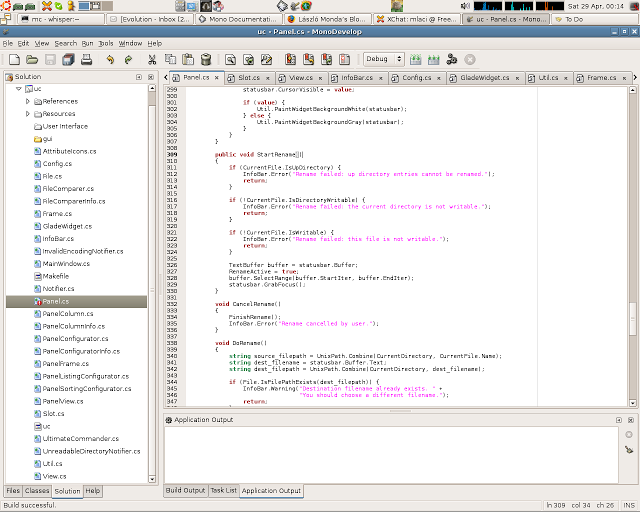 Sat 29 Apr, 00:14
mc - whisper:~
[Evolution - Inbox (2
Mono Documentati
László Monda's Blo
XChat: mlaci @ Free
uc - Panel.cs - Mono
To Do
uc - Panel.cs - MonoDevelop
File Edit View Search Run Tools Window Help
Debug
Solution
Panel.cs Slot.cs View.cs InfoBar.cs Config.cs GladeWidget.cs Util.cs Frame.cs
uc
References
Resources
User Interface
gui
AttributeIcons.cs
Config.cs
File.cs
FileComparer.cs
FileComparerInfo.cs
Frame.cs
GladeWidget.cs
InfoBar.cs
InvalidEncodingNotifier.cs
MainWindow.cs
Makefile
Notifier.cs
Panel.cs
PanelColumn.cs
PanelColumnInfo.cs
PanelConfigurator.cs
PanelConfiguratorInfo.cs
PanelFrame.cs
PanelListingConfigurator.cs
PanelSortingConfigurator.cs
PanelView.cs
Slot.cs
uc
UltimateCommander.cs
UnreadableDirectoryNotifier.cs
Util.cs
View.cs
Files Classes Solution Help
299 statusbar.CursorVisible = value;
300
301 if (value) {
302 Util.PaintWidgetBackgroundWhite(statusbar);
303 } else {
304 Util.PaintWidgetBackgroundGray(statusbar);
305 }
306 }
307 }
308
309 public void StartRename()
310 {
311 if (CurrentFile.IsUpDirectory) {
312 InfoBar.Error("Rename failed: up directory entries cannot be renamed.");
313 return;
314 }
315
316 if (!CurrentFile.IsDirectoryWritable) {
317 InfoBar.Error("Rename failed: the current directory is not writable.");
318 return;
319 }
320
321 if (!CurrentFile.IsWritable) {
322 InfoBar.Error("Rename failed: this file is not writable.");
323 return;
324 }
325
326 TextBuffer buffer = statusbar.Buffer;
327 RenameActive = true;
328 buffer.SelectRange(buffer.StartIter, buffer.EndIter);
329 statusbar.GrabFocus();
330 }
331
332 void CancelRename()
333 {
334 FinishRename();
335 InfoBar.Error("Rename cancelled by user.");
336 }
337
338 void DoRename()
339 {
340 string source_filepath = UnixPath.Combine(CurrentDirectory, CurrentFile.Name);
341 string dest_filename = statusbar.Buffer.Text;
342 string dest_filepath = UnixPath.Combine(CurrentDirectory, dest_filename);
343
344 if (File.IsFilePathExists(dest_filepath)) {
345 InfoBar.Warning("Destination filename already exists. " +
346 "You should choose a different filename.");
347 return;
Application Output
Build Output Task List Application Output
Build successful.
ln 309 col 34 ch 26 INS